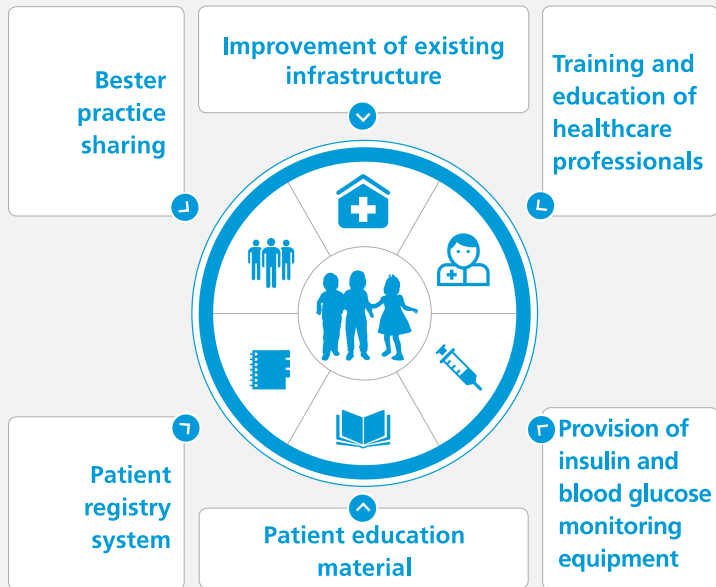 Improvement of existing
infrastructure
Bester
practice
sharing
Training and
education of
healthcare
professionals
Patient
registry
system
Patient education
material
Provision of
insulin and
blood glucose
monitoring
equipment